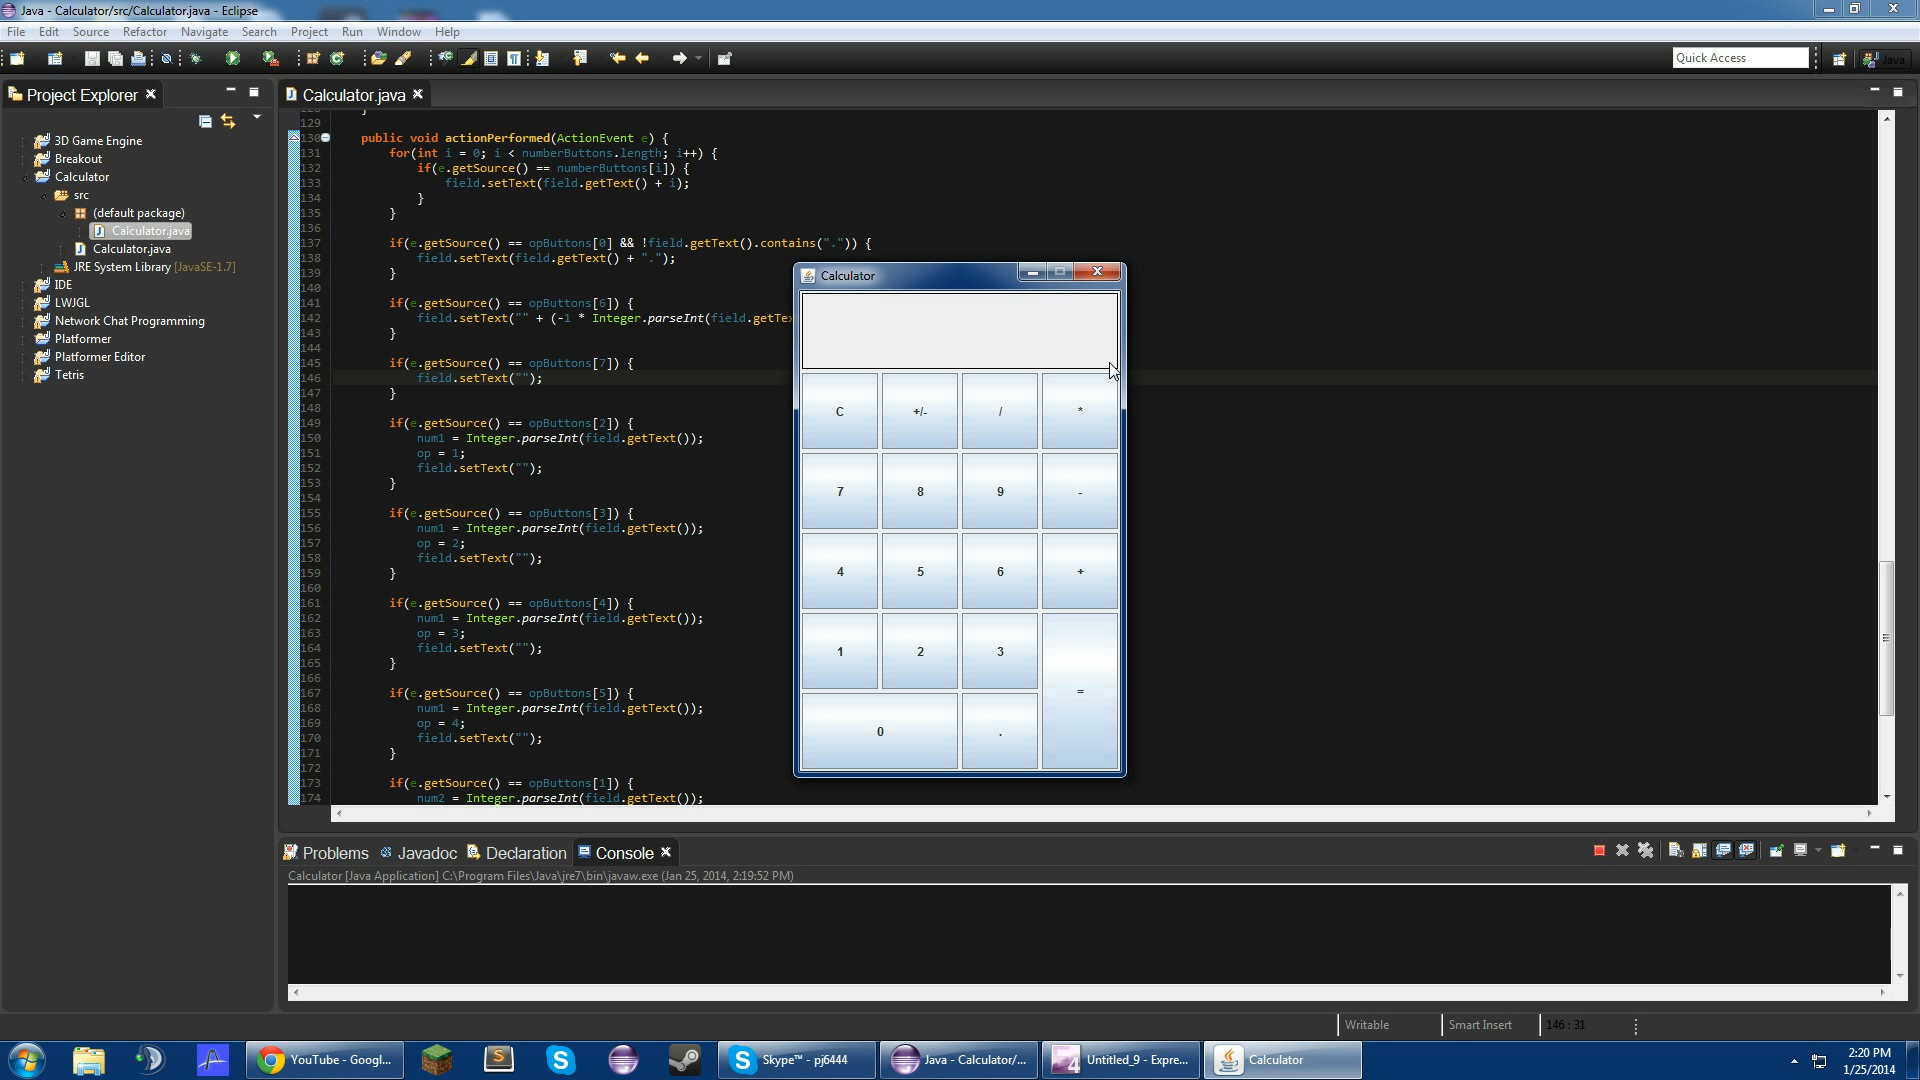 Java - Calculator/src/Calculator.java - Eclipse
File Edit Source Refactor Navigate Search Project Run Window Help
Quick Access
Java
Project Explorer
3D Game Engine
Breakout
Calculator
src
(default package)
Calculator.java
Calculator.java
JRE System Library [JavaSE-1.7]
IDE
LWJGL
Network Chat Programming
Platformer
Platformer Editor
Tetris
Calculator.java
129
130 public void actionPerformed(ActionEvent e) {
131 for(int i = 0; i < numberButtons.length; i++) {
132 if(e.getSource() == numberButtons[i]) {
133 field.setText(field.getText() + i);
134 }
135 }
136
137 if(e.getSource() == opButtons[0] && !field.getText().contains(".")) {
138 field.setText(field.getText() + ".");
139 }
140
141 if(e.getSource() == opButtons[6]) {
142 field.setText("" + (-1 * Integer.parseInt(field.getTe
143 }
144
145 if(e.getSource() == opButtons[7]) {
146 field.setText("");
147 }
148
149 if(e.getSource() == opButtons[2]) {
150 num1 = Integer.parseInt(field.getText());
151 op = 1;
152 field.setText("");
153 }
154
155 if(e.getSource() == opButtons[3]) {
156 num1 = Integer.parseInt(field.getText());
157 op = 2;
158 field.setText("");
159 }
160
161 if(e.getSource() == opButtons[4]) {
162 num1 = Integer.parseInt(field.getText());
163 op = 3;
164 field.setText("");
165 }
166
167 if(e.getSource() == opButtons[5]) {
168 num1 = Integer.parseInt(field.getText());
169 op = 4;
170 field.setText("");
171 }
172
173 if(e.getSource() == opButtons[1]) {
174 num2 = Integer.parseInt(field.getText());
Calculator
C +/- / *
7 8 9 -
4 5 6 +
1 2 3 =
0 .
Problems Javadoc Declaration Console
Calculator [Java Application] C:\Program Files\Java\jre7\bin\javaw.exe (Jan 25, 2014, 2:19:52 PM)
Writable Smart Insert 146 : 31
YouTube - Googl...
Skype™ - pj6444
Java - Calculator/...
Untitled_9 - Expre...
Calculator
2:20 PM
1/25/2014